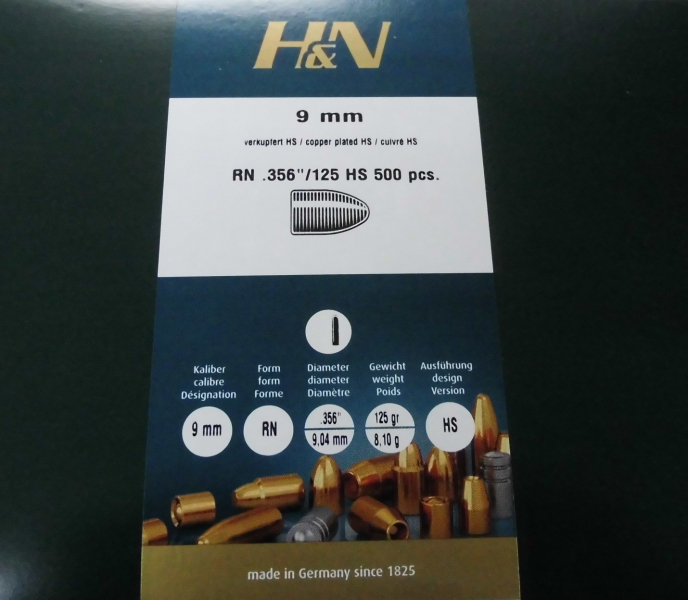 H&N
9 mm
verkupfert HS / copper plated HS / cuivré HS
RN .356"/125 HS 500 pcs.
Kaliber
calibre
Désignation
Form
form
Forme
Diameter
diameter
Diamètre
Gewicht
weight
Poids
Ausführung
design
Version
9 mm
RN
.356"
9,04 mm
125 gr
8,10 g
HS
made in Germany since 1825